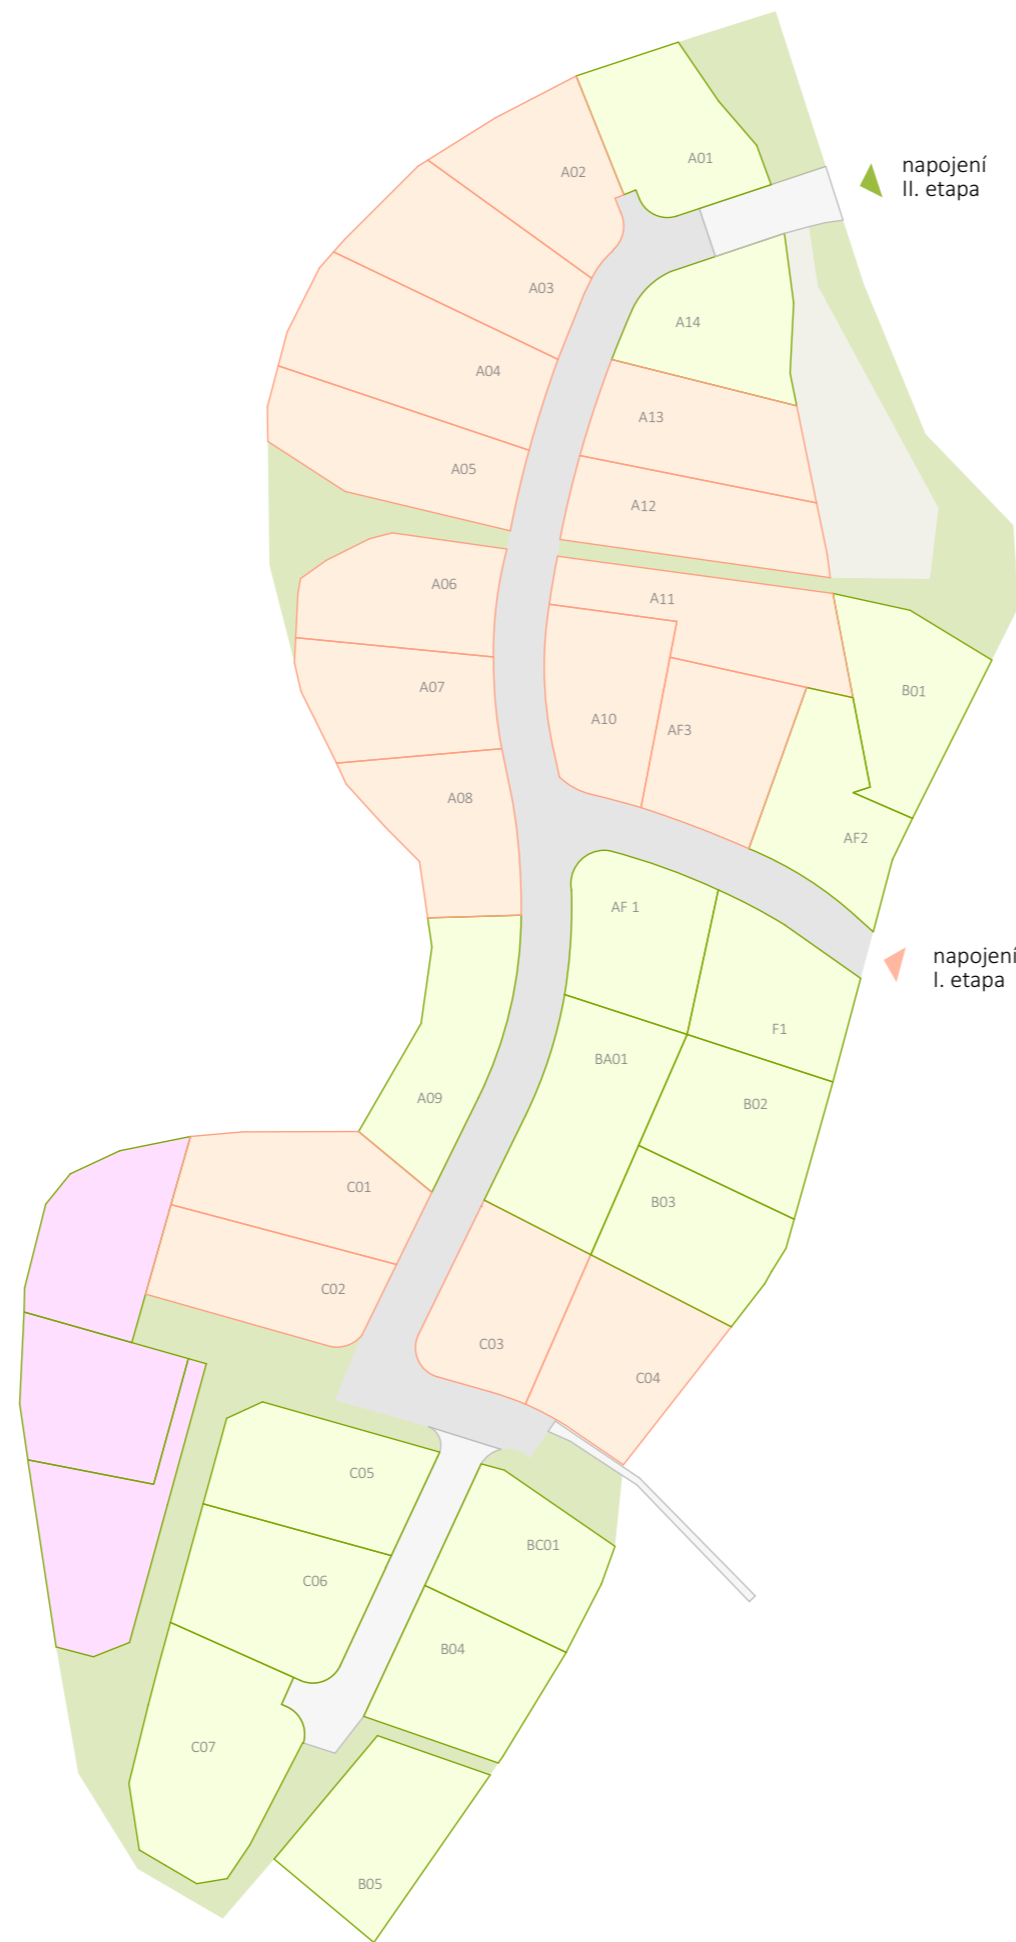 A01
napojení
II. etapa
A02
A03
A14
A04
A13
A05
A12
A06
A11
A07
B01
A10
AF3
A08
AF2
AF 1
napojení
I. etapa
F1
BA01
A09
B02
C01
B03
C02
C03
C04
C05
BC01
C06
B04
C07
B05